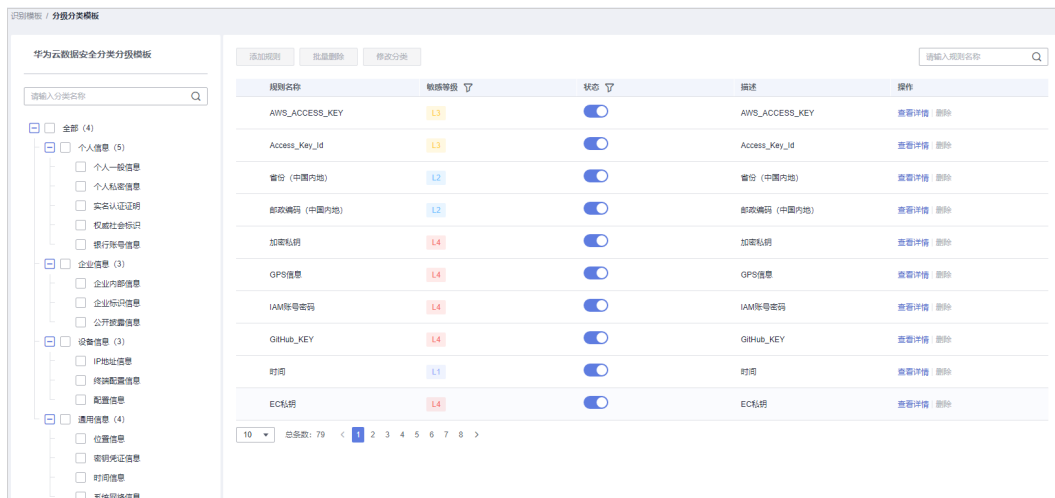 识别模板 / 分级分类模板
华为云数据安全分类分级模板
请输入分类名称
全部 (4)
个人信息 (5)
个人一般信息
个人私密信息
实名认证证明
权威社会标识
银行账号信息
企业信息 (3)
企业内部信息
企业标识信息
公开披露信息
设备信息 (3)
IP地址信息
终端配置信息
配置信息
通用信息 (4)
位置信息
密钥凭证信息
时间信息
系统网络信息
添加规则 批量删除 修改分类
请输入规则名称
规则名称 敏感等级 状态 描述 操作
AWS_ACCESS_KEY L3 AWS_ACCESS_KEY 查看详情 删除
Access_Key_Id L3 Access_Key_Id 查看详情 删除
省份 (中国内地) L2 省份 (中国内地) 查看详情 删除
邮政编码 (中国内地) L2 邮政编码 (中国内地) 查看详情 删除
加密私钥 L4 加密私钥 查看详情 删除
GPS信息 L4 GPS信息 查看详情 删除
IAM账号密码 L4 IAM账号密码 查看详情 删除
GitHub_KEY L4 GitHub_KEY 查看详情 删除
时间 L1 时间 查看详情 删除
EC私钥 L4 EC私钥 查看详情 删除
10 总条数: 79 < 1 2 3 4 5 6 7 8 >